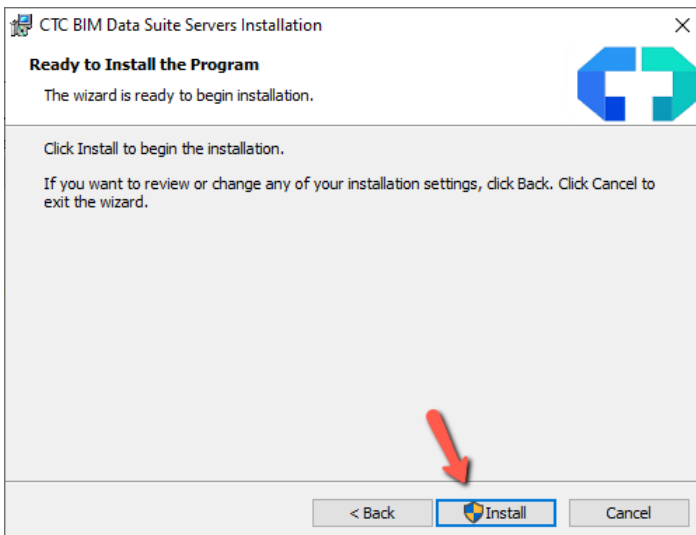 CTC BIM Data Suite Servers Installation
Ready to Install the Program
The wizard is ready to begin installation.
Click Install to begin the installation.
If you want to review or change any of your installation settings, click Back. Click Cancel to
exit the wizard.
< Back Install Cancel